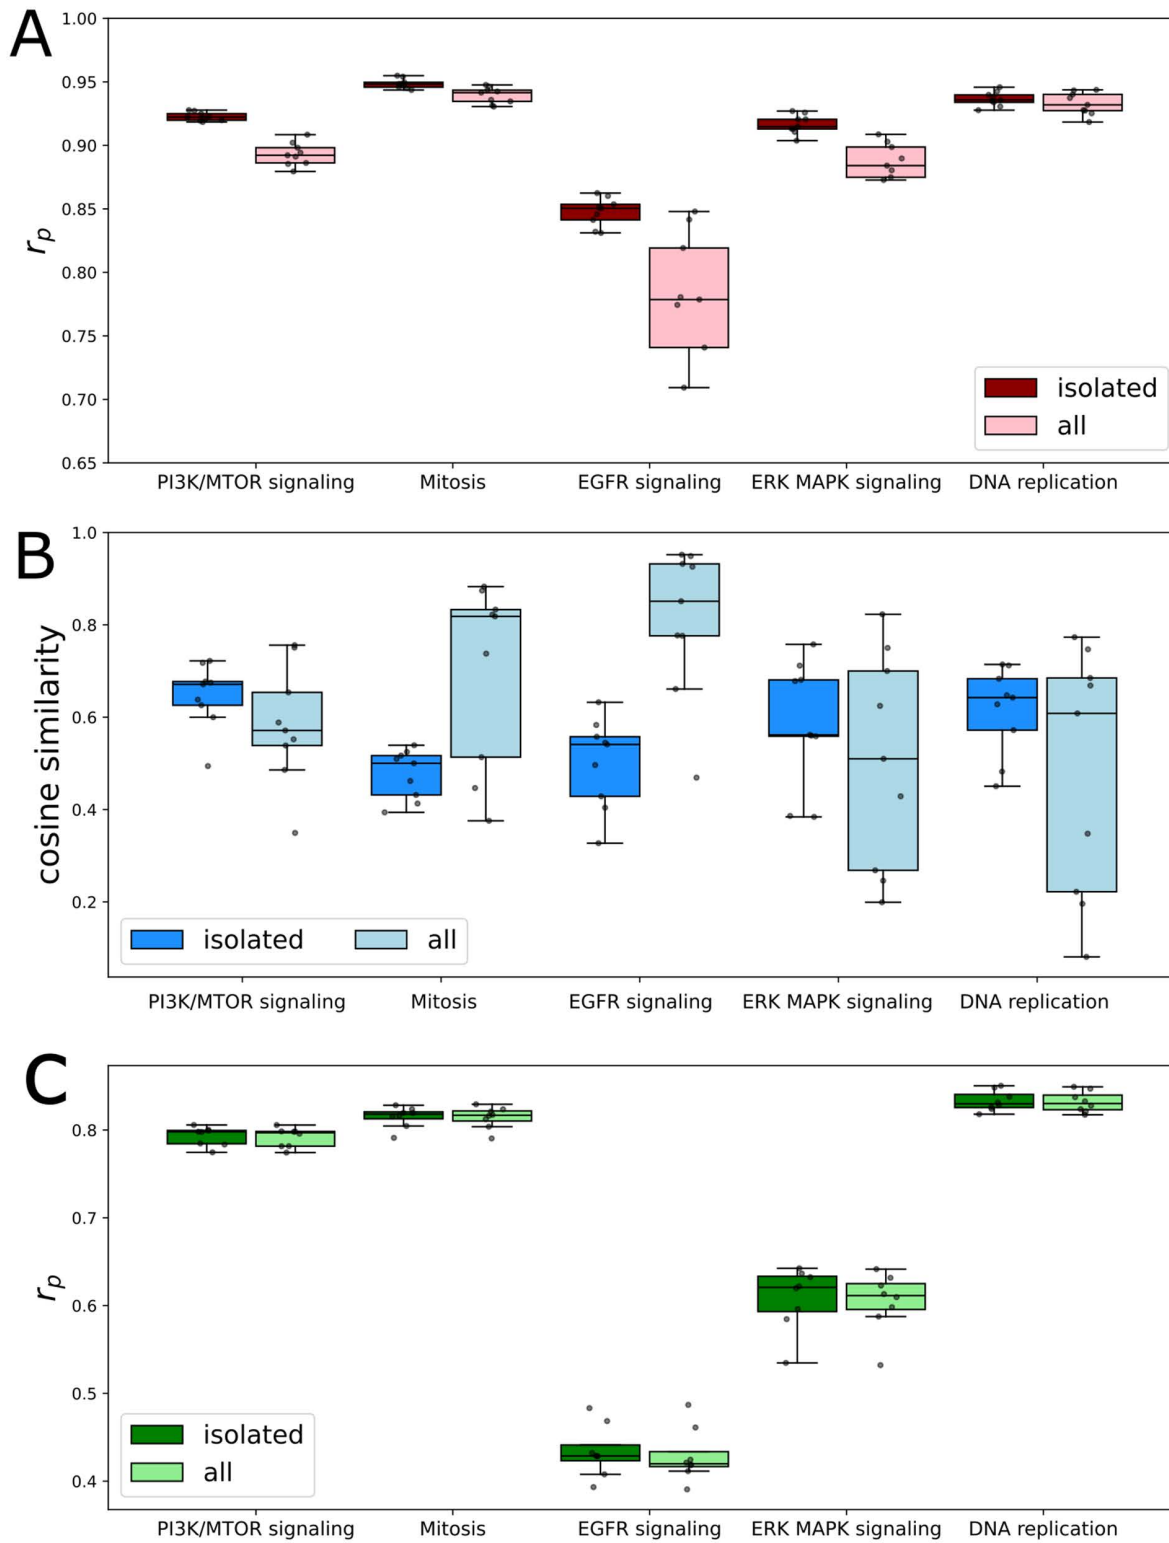 A
1.00
0.95
0.90
0.85
0.80
0.75
0.70
0.65
rp
isolated
all
PI3K/MTOR signaling Mitosis EGFR signaling ERK MAPK signaling DNA replication
B
1.0
0.8
0.6
0.4
0.2
cosine similarity
isolated all
PI3K/MTOR signaling Mitosis EGFR signaling ERK MAPK signaling DNA replication
C
0.8
0.7
0.6
0.5
0.4
rp
isolated
all
PI3K/MTOR signaling Mitosis EGFR signaling ERK MAPK signaling DNA replication